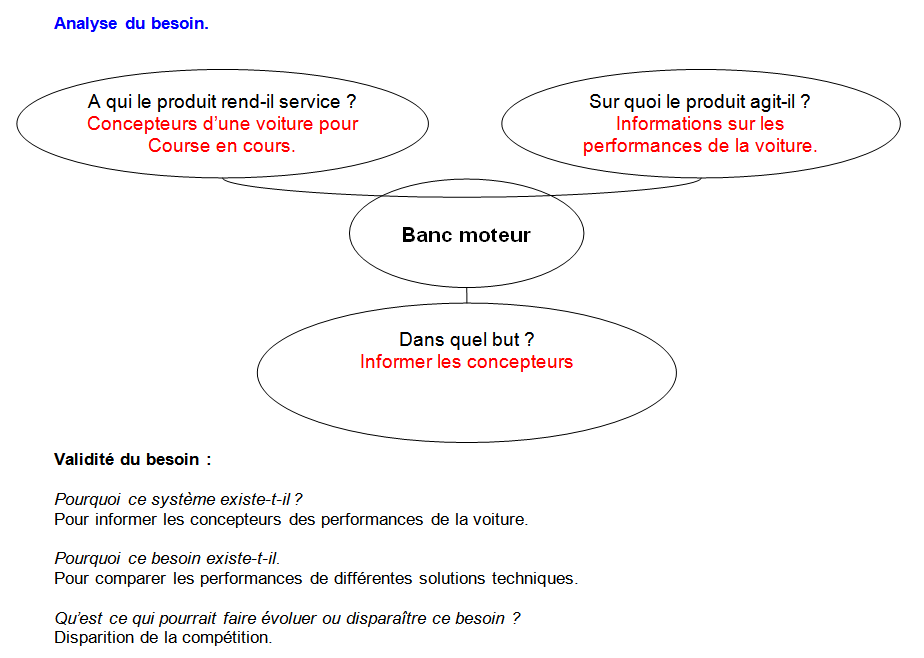 Analyse du besoin.
A qui le produit rend-il service ?
Concepteurs d’une voiture pour
Course en cours.
Sur quoi le produit agit-il ?
Informations sur les
performances de la voiture.
Banc moteur
Dans quel but ?
Informer les concepteurs
Validité du besoin :
Pourquoi ce système existe-t-il ?
Pour informer les concepteurs des performances de la voiture.
Pourquoi ce besoin existe-t-il.
Pour comparer les performances de différentes solutions techniques.
Qu’est ce qui pourrait faire évoluer ou disparaître ce besoin ?
Disparition de la compétition.